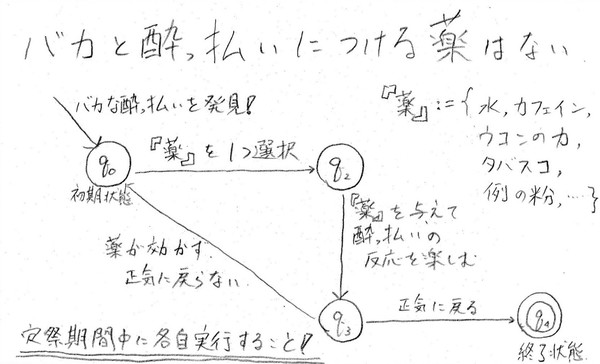 バカと酔っ払いにつける薬はない
バカな酔っ払いを発見!
『薬』:={水,カフェイン,
ウコンの力,
タバスコ,
例の粉,…}
q₀
初期状態
『薬』を1つ選択
q₂
『薬』を与えて
酔っ払いの
反応を楽しむ
薬が効かず、
正気に戻らない
q₃
正気に戻る
q₄
終了状態
定祭期間中に各自実行すること!